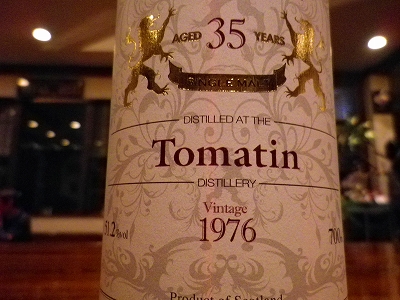 AGED 35 YEARS
SINGLE MALT
DISTILLED AT THE
Tomatin
DISTILLERY
Vintage
1976
Product of Scotland